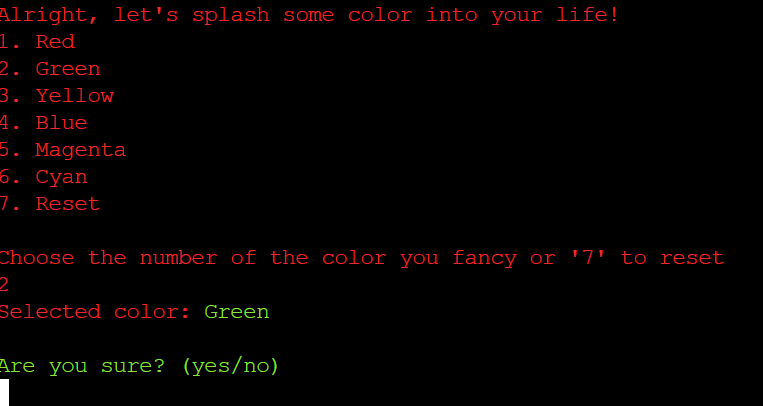 Alright, let's splash some color into your life!
1. Red
2. Green
3. Yellow
4. Blue
5. Magenta
6. Cyan
7. Reset
Choose the number of the color you fancy or '7' to reset
2
Selected color: Green
Are you sure? (yes/no)